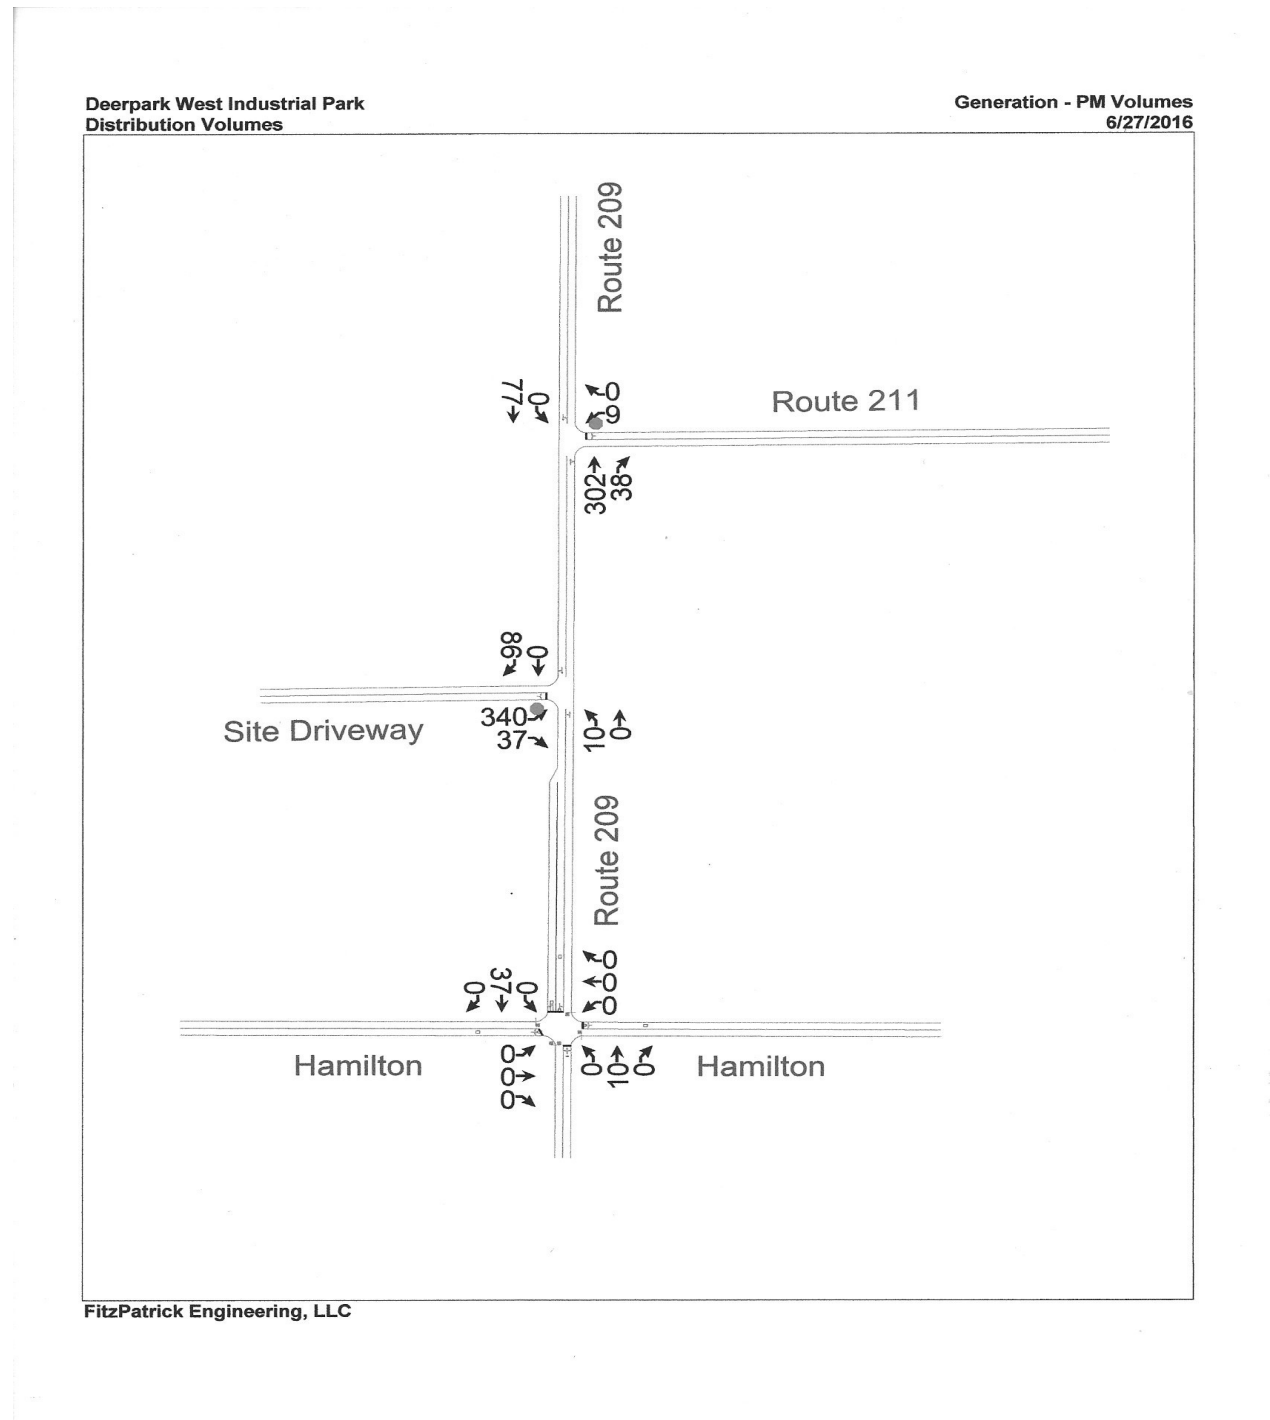 Deerpark West Industrial Park
Distribution Volumes
Generation - PM Volumes
6/27/2016
Route 209
77
0
0
9
Route 211
302
38
86
0
340
37
Site Driveway
10
0
Route 209
0
37
0
0
0
0
0
0
0
0
10
0
Hamilton
Hamilton
FitzPatrick Engineering, LLC